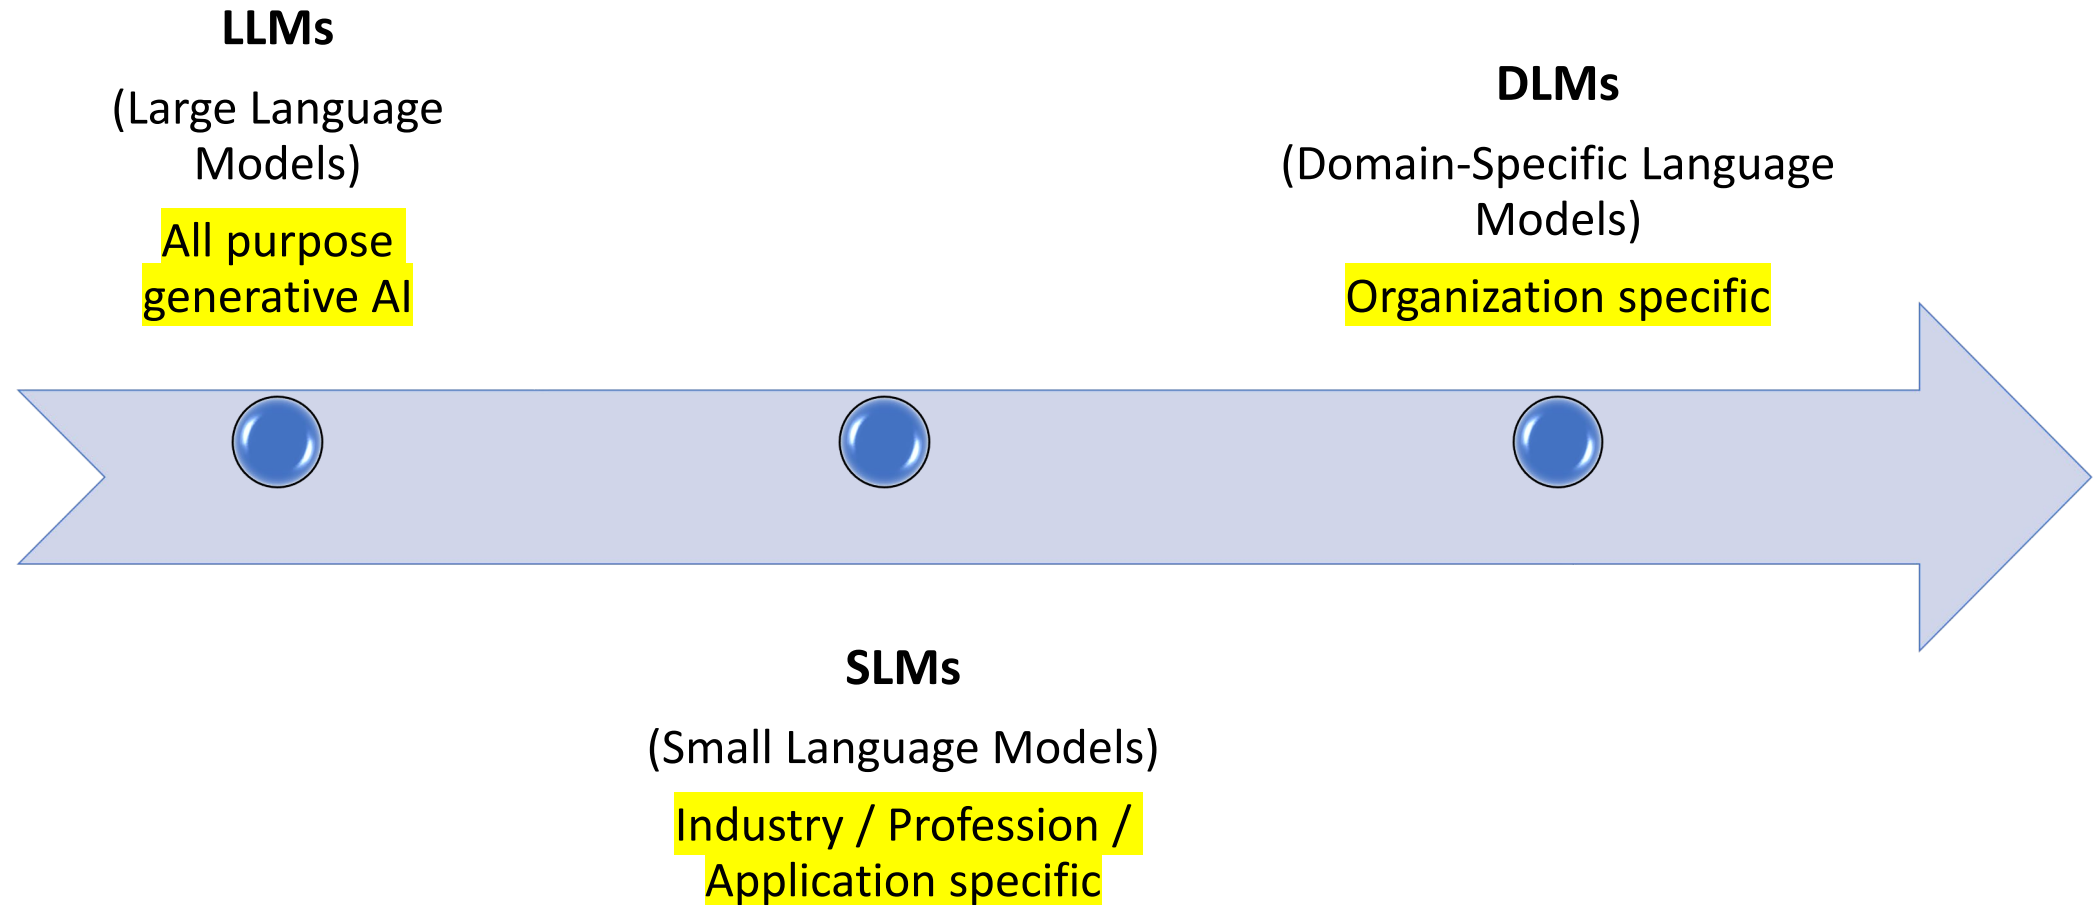 LLMs
(Large Language
Models)
All purpose
generative AI
DLMs
(Domain-Specific Language
Models)
Organization specific
SLMs
(Small Language Models)
Industry / Profession /
Application specific